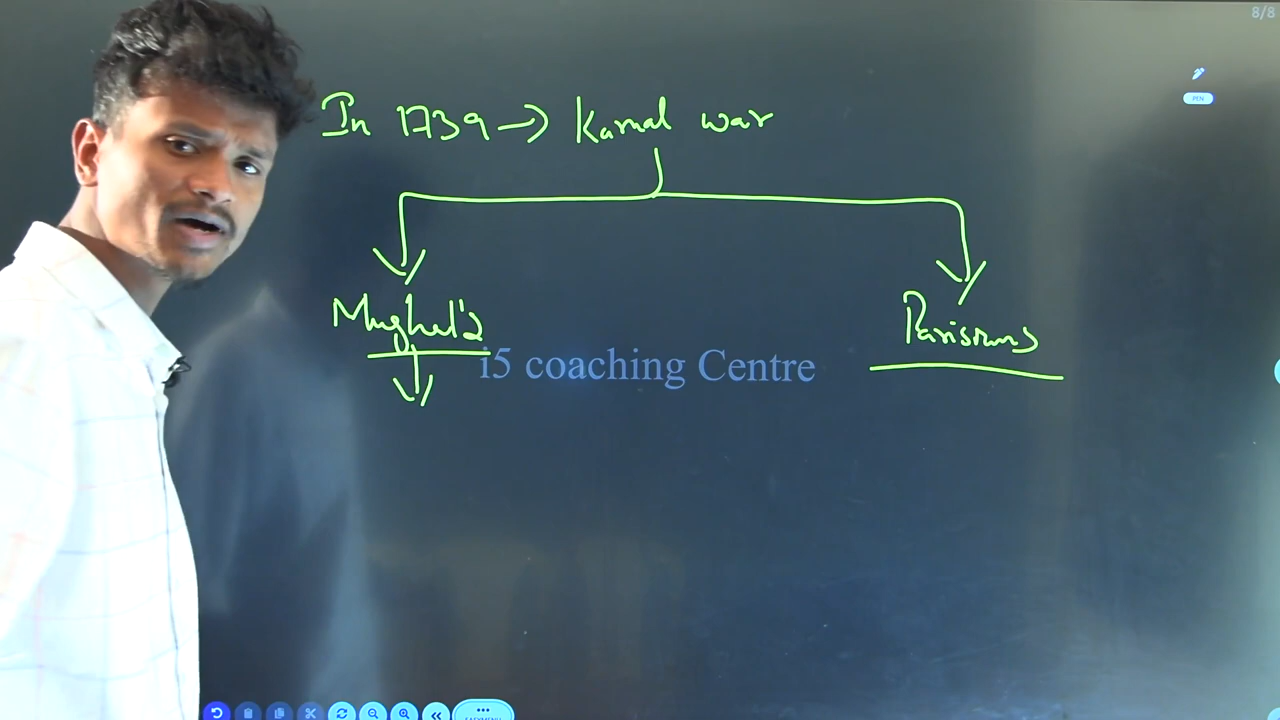 8/8
PEN
In 1739 → Karnal war
Mughal's
Parisians
i5 coaching Centre